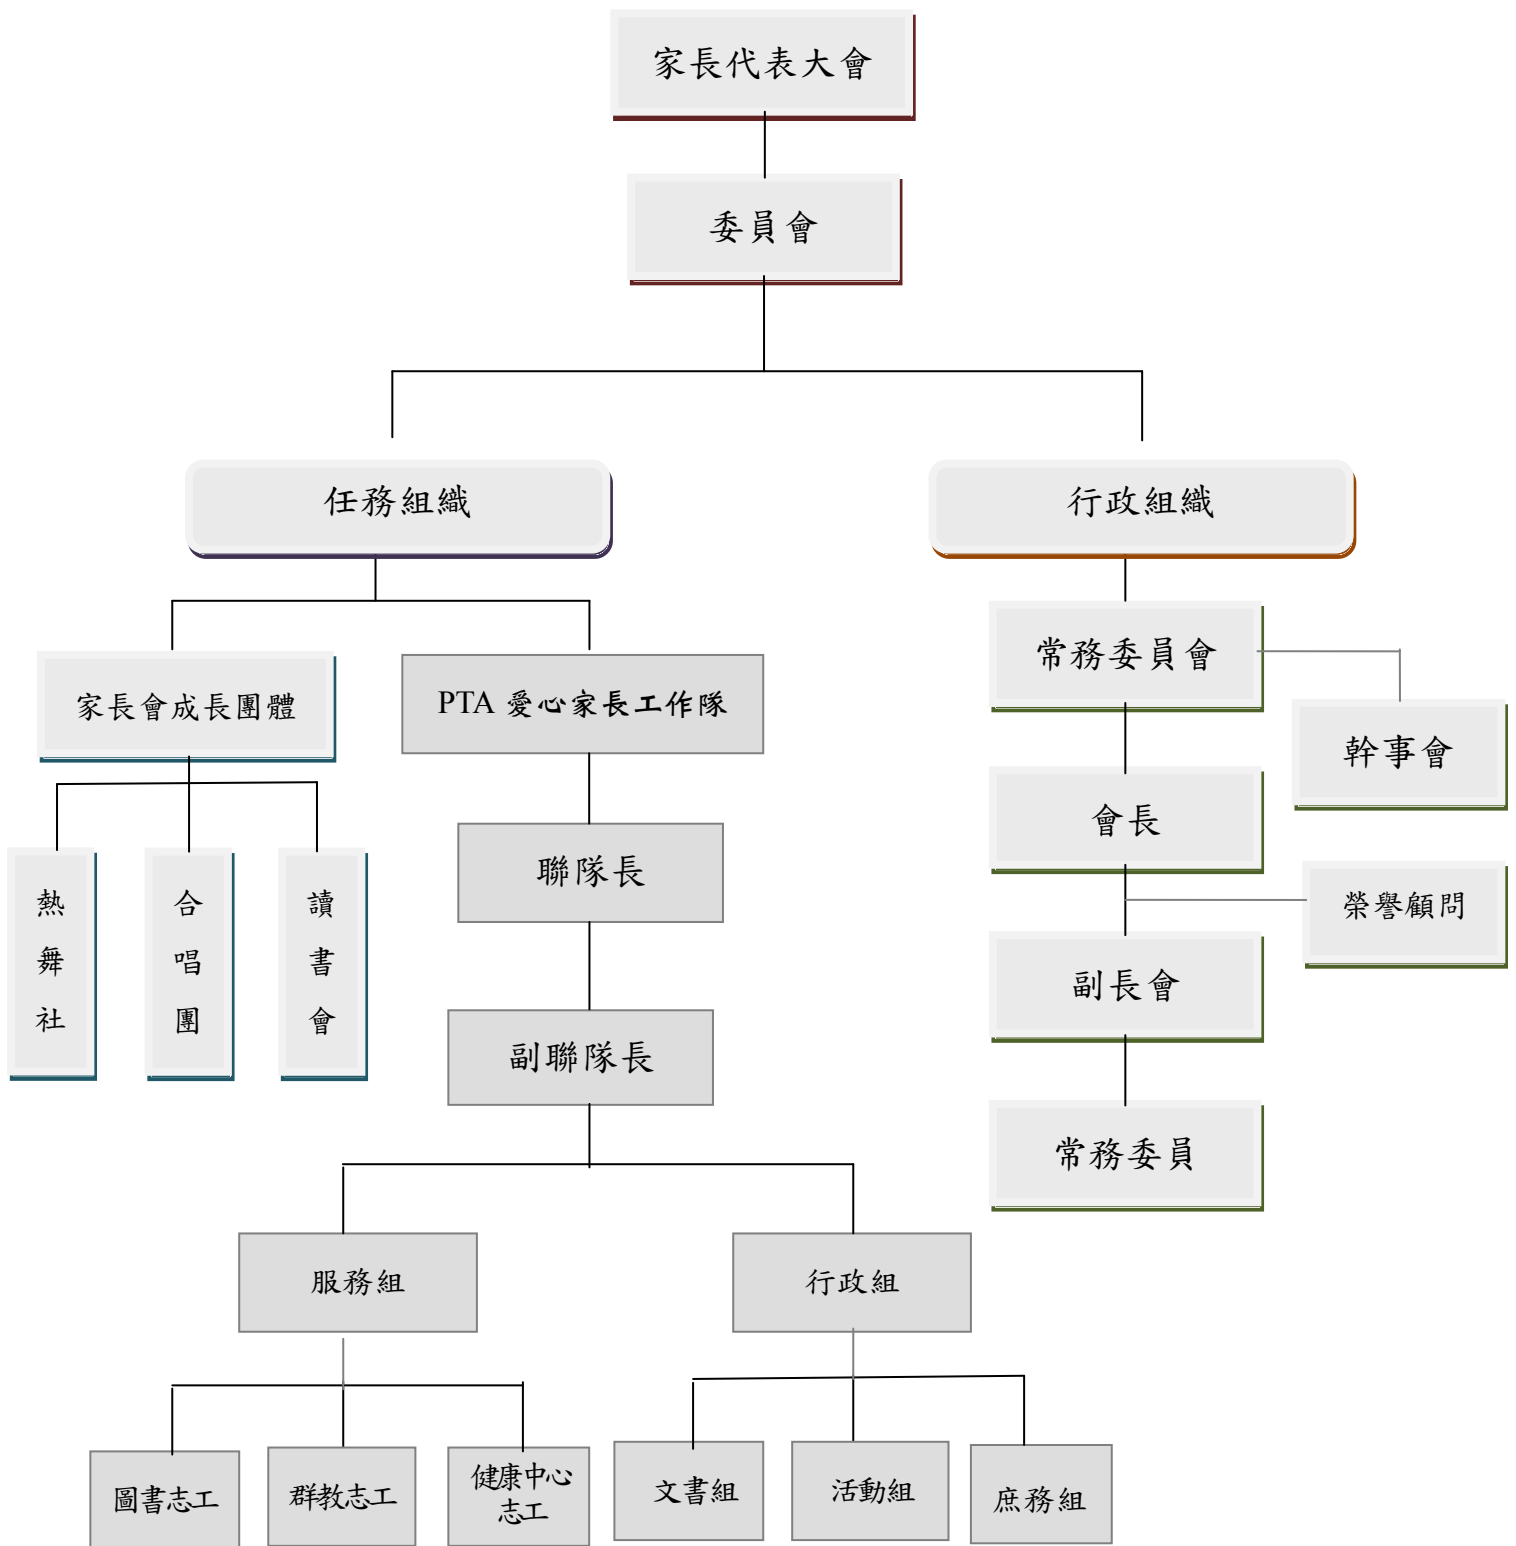 家長代表大會
委員會
任務組織
行政組織
家長會成長團體
PTA 愛心家長工作隊
常務委員會
幹事會
聯隊長
會長
熱舞社
合唱團
讀書會
榮譽顧問
副聯隊長
副長會
常務委員
服務組
行政組
圖書志工
群教志工
健康中心
志工
文書組
活動組
庶務組